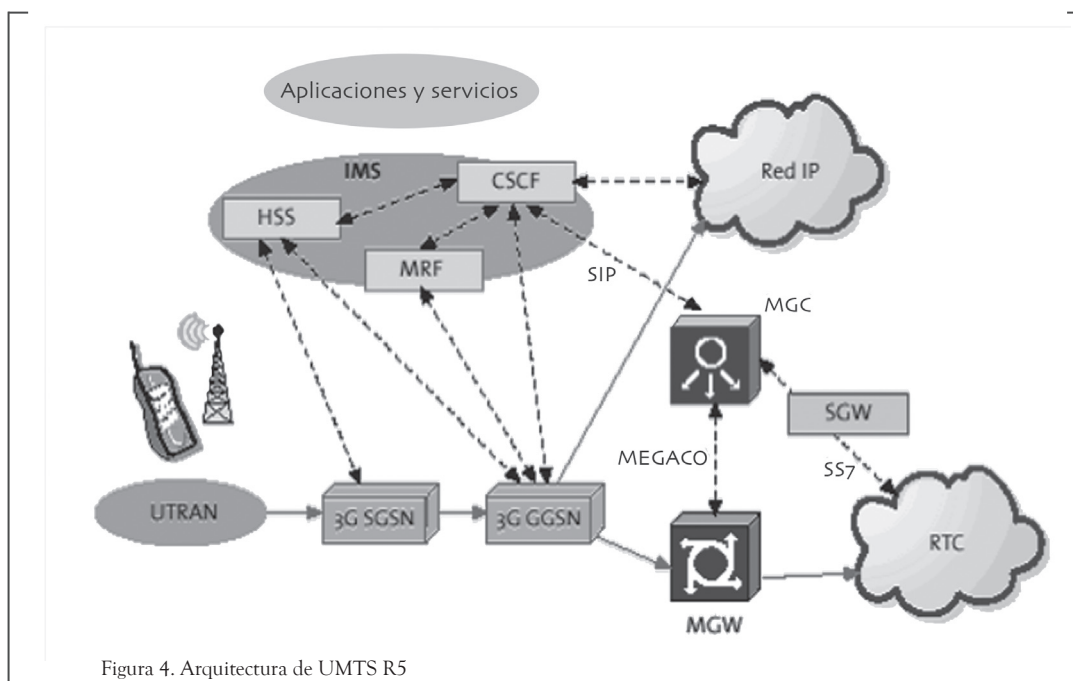 Aplicaciones y servicios
IMS
CSCF
Red IP
HSS
MRF
SIP
MGC
SGW
MEGACO
SS7
UTRAN
3G SGSN
3G GGSN
RTC
MGW
Figura 4. Arquitectura de UMTS R5